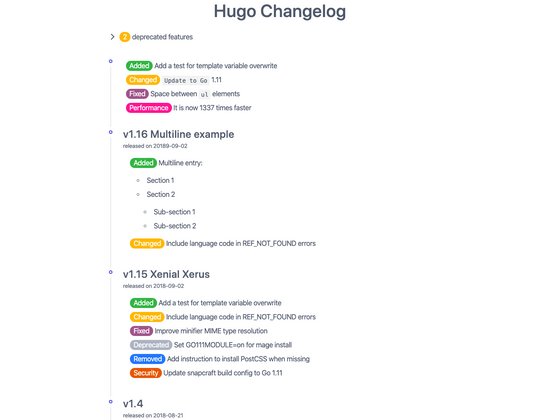 Hugo Changelog
2 deprecated features
Added Add a test for template variable overwrite
Changed Update to Go 1.11
Fixed Space between ul elements
Performance It is now 1337 times faster
v1.16 Multiline example
released on 20189-09-02
Added Multiline entry:
Section 1
Section 2
Sub-section 1
Sub-section 2
Changed Include language code in REF_NOT_FOUND errors
v1.15 Xenial Xerus
released on 2018-09-02
Added Add a test for template variable overwrite
Changed Include language code in REF_NOT_FOUND errors
Fixed Improve minifier MIME type resolution
Deprecated Set GO111MODULE=on for mage install
Removed Add instruction to install PostCSS when missing
Security Update snapcraft build config to Go 1.11
v1.4
released on 2018-08-21